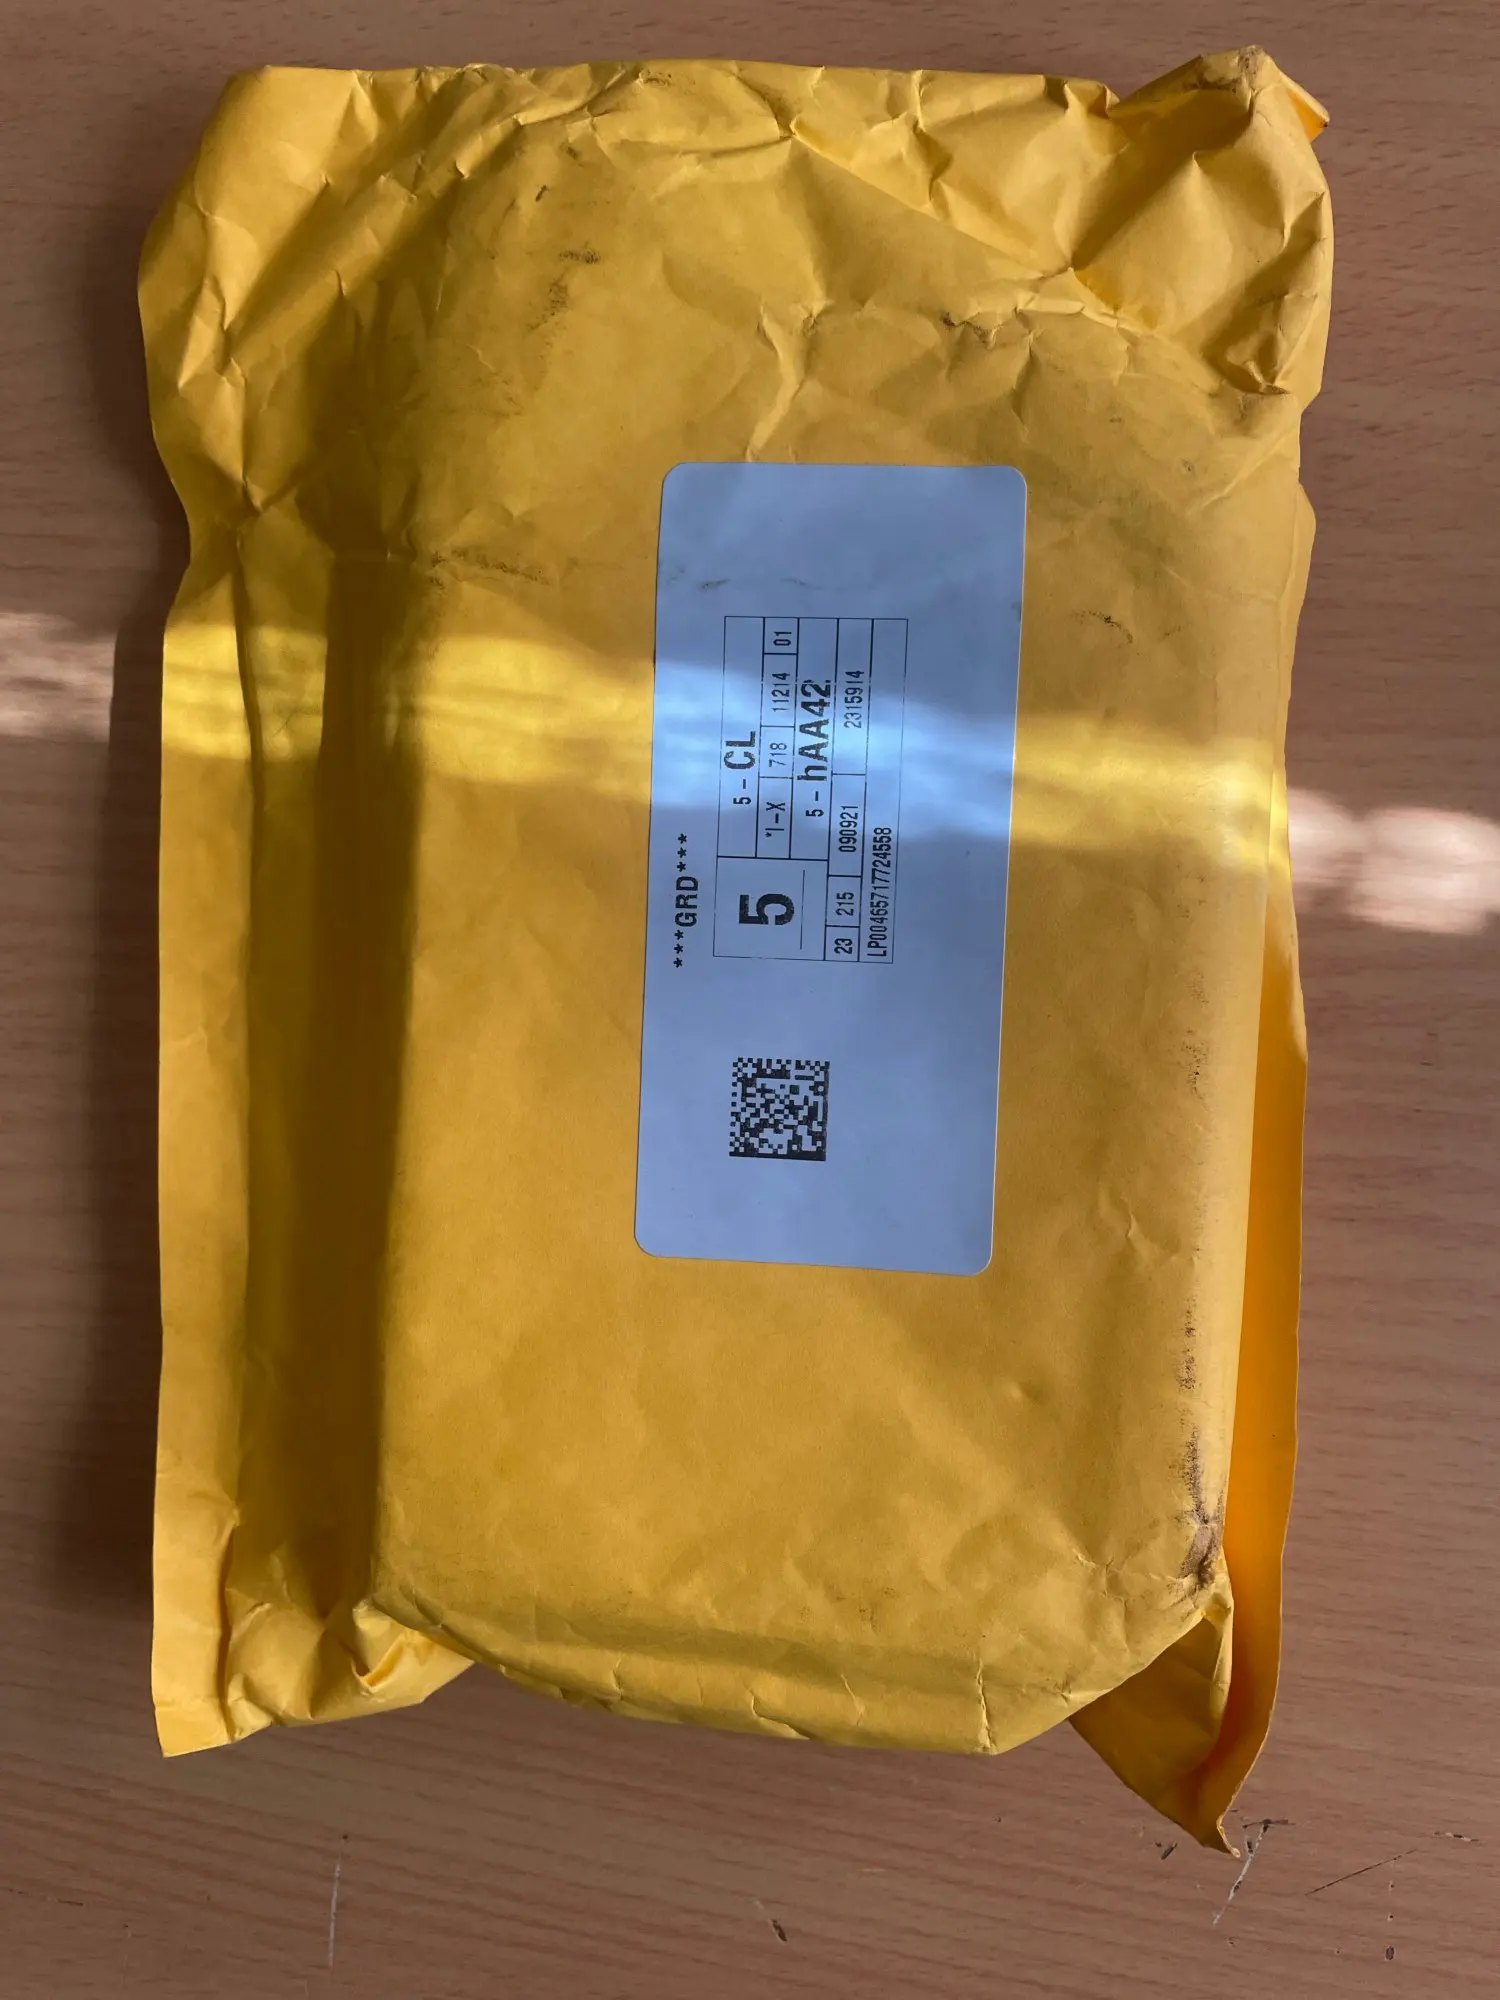 ***GRD***
5 - CL
5
*I-X 718 11214 01
5 - hAA42
23 215 090921 2315914
LP00465717724558